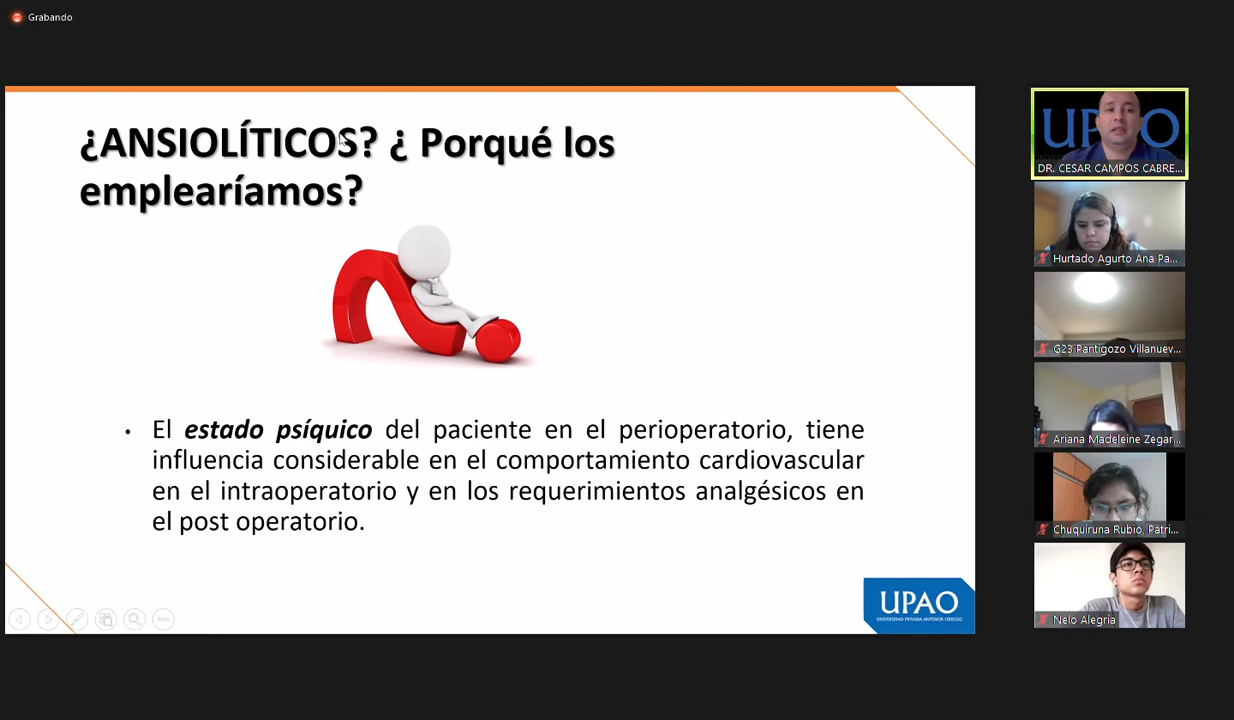 Grabando
¿ANSIOLÍTICOS? ¿ Porqué los
emplearíamos?
• El estado psíquico del paciente en el perioperatorio, tiene
influencia considerable en el comportamiento cardiovascular
en el intraoperatorio y en los requerimientos analgésicos en
el post operatorio.
UPAO
UNIVERSIDAD PRIVADA ANTENOR ORREGO
UPAO
DR. CESAR CAMPOS CABRE...
Hurtado Agurto Ana Pa...
G23 Pantigozo Villanuev...
Ariana Madeleine Zegar...
Chuquiruna Rubio, Patri...
Nelo Alegria